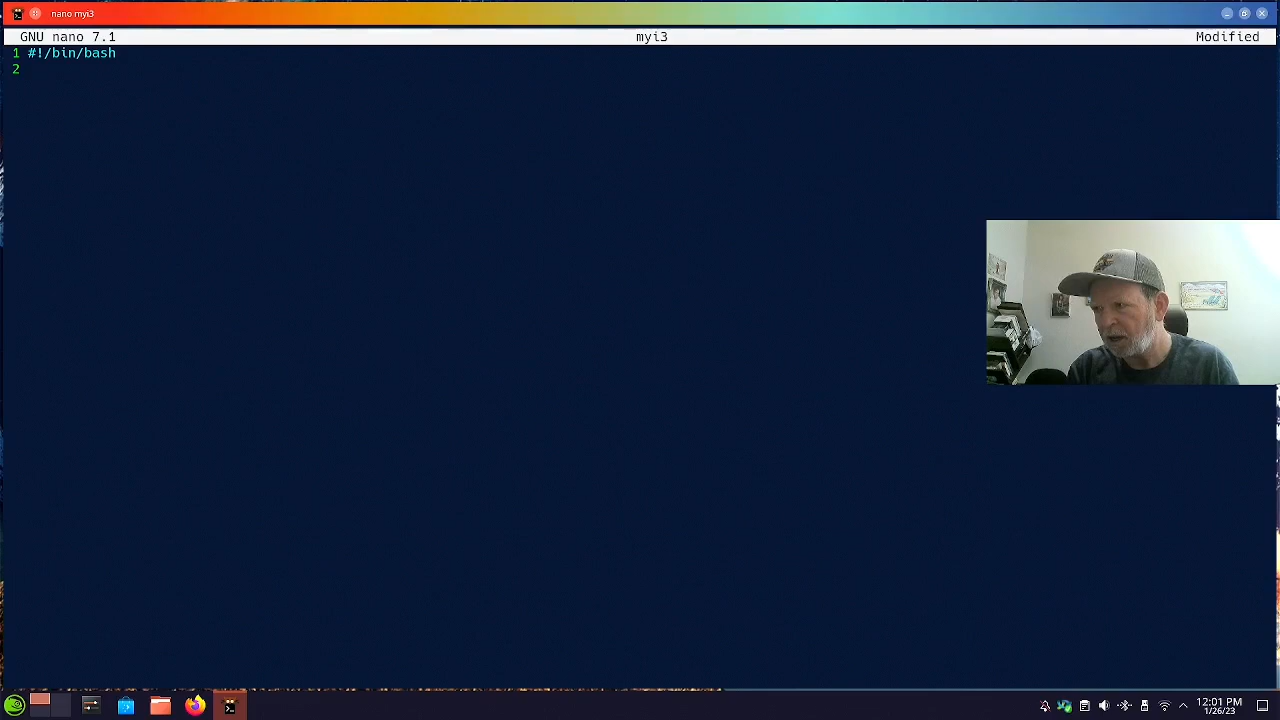 nano myi3
GNU nano 7.1
myi3
Modified
1 #!/bin/bash
2
12:01 PM
1/26/23